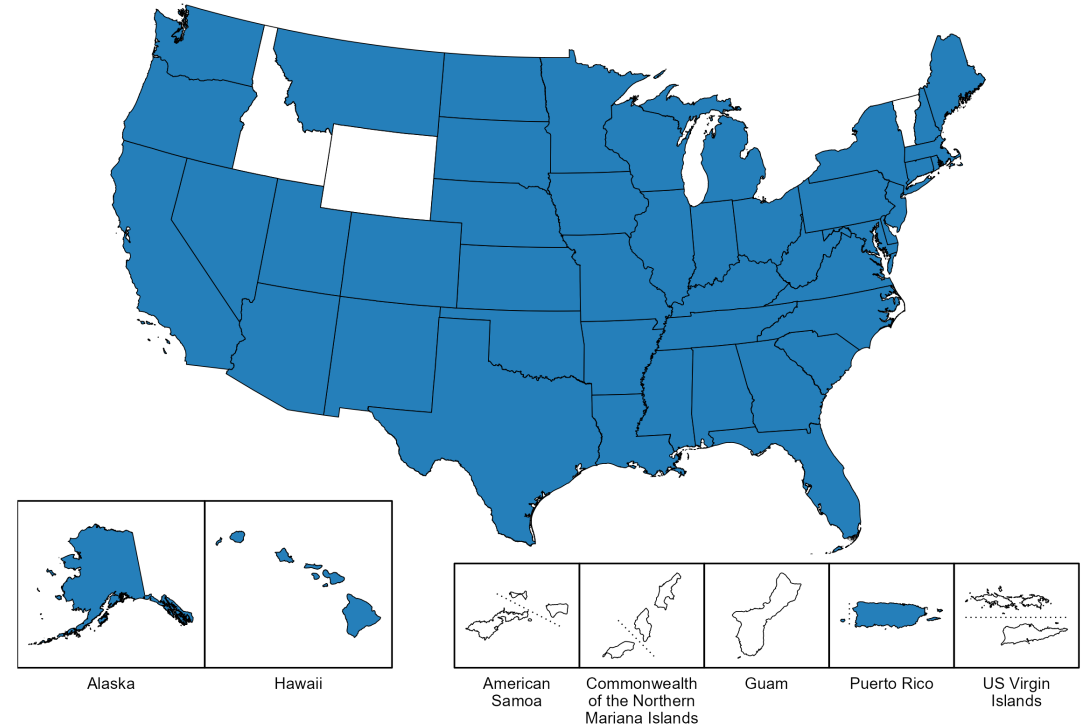 Alaska
Hawaii
American
Samoa
Commonwealth
of the Northern
Mariana Islands
Guam
Puerto Rico
US Virgin
Islands